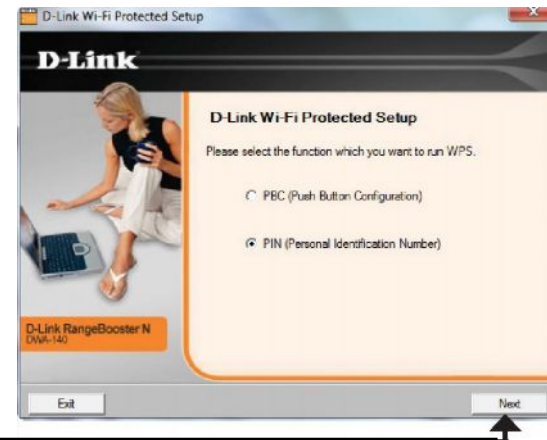 D-Link Wi-Fi Protected Setup
D-Link
D-Link Wi-Fi Protected Setup
Please select the function which you want to run WPS.
PBC (Push Button Configuration)
PIN (Personal Identification Number)
D-Link RangeBooster N
DWA-140
Exit
Next